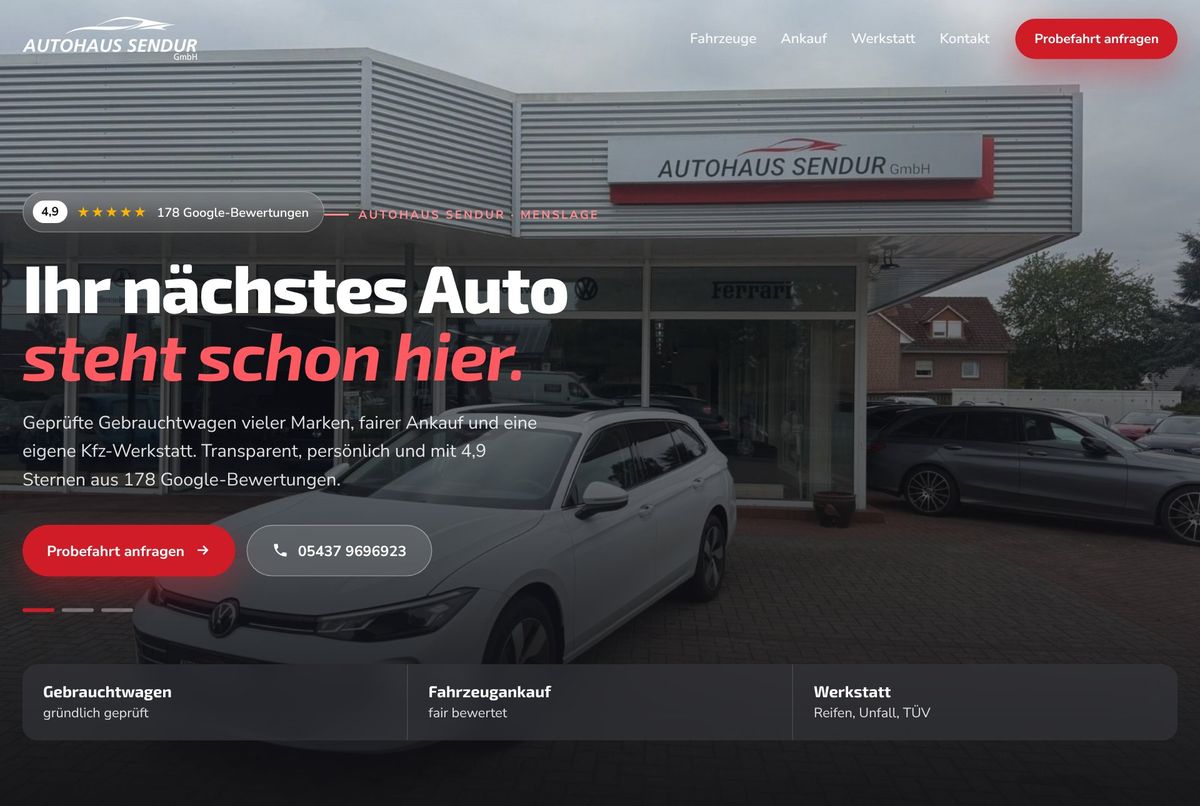 AUTOHAUS SENDUR
GmbH
Fahrzeuge
Ankauf
Werkstatt
Kontakt
Probefahrt anfragen
AUTOHAUS SENDUR GmbH
4,9 ★★★★★ 178 Google-Bewertungen
AUTOHAUS SENDUR · MENSLAGE
Ferrari
Ihr nächstes Auto
steht schon hier.
Geprüfte Gebrauchtwagen vieler Marken, fairer Ankauf und eine
eigene Kfz-Werkstatt. Transparent, persönlich und mit 4,9
Sternen aus 178 Google-Bewertungen.
Probefahrt anfragen →
05437 9696923
Gebrauchtwagen
gründlich geprüft
Fahrzeugankauf
fair bewertet
Werkstatt
Reifen, Unfall, TÜV